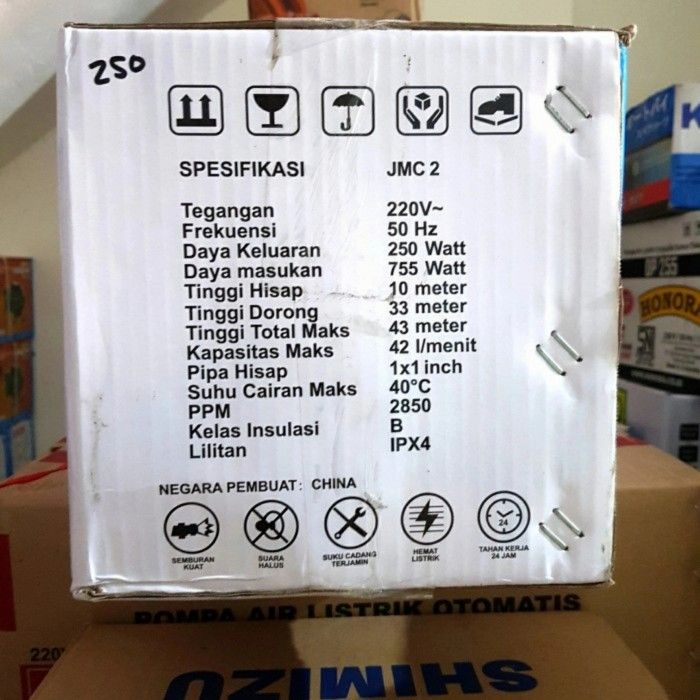 250
SPESIFIKASI JMC 2
Tegangan 220V~
Frekuensi 50 Hz
Daya Keluaran 250 Watt
Daya masukan 755 Watt
Tinggi Hisap 10 meter
Tinggi Dorong 33 meter
Tinggi Total Maks 43 meter
Kapasitas Maks 42 l/menit
Pipa Hisap 1x1 inch
Suhu Cairan Maks 40°C
PPM 2850
Kelas Insulasi B
Lilitan IPX4
NEGARA PEMBUAT: CHINA
24
SEMBURAN KUAT
SUARA HALUS
SUKU CADANG TERJAMIN
HEMAT LISTRIK
TAHAN KERJA 24 JAM
POMPA AIR LISTRIK OTOMATIS
220V
SHIMIZU
DP 255
HONORA